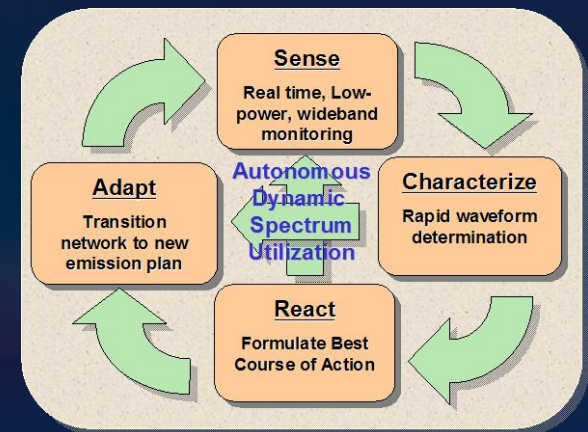 Sense
Real time, Low-
power, wideband
monitoring
Characterize
Rapid waveform
determination
React
Formulate Best
Course of Action
Adapt
Transition
network to new
emission plan
Autonomous
Dynamic
Spectrum
Utilization